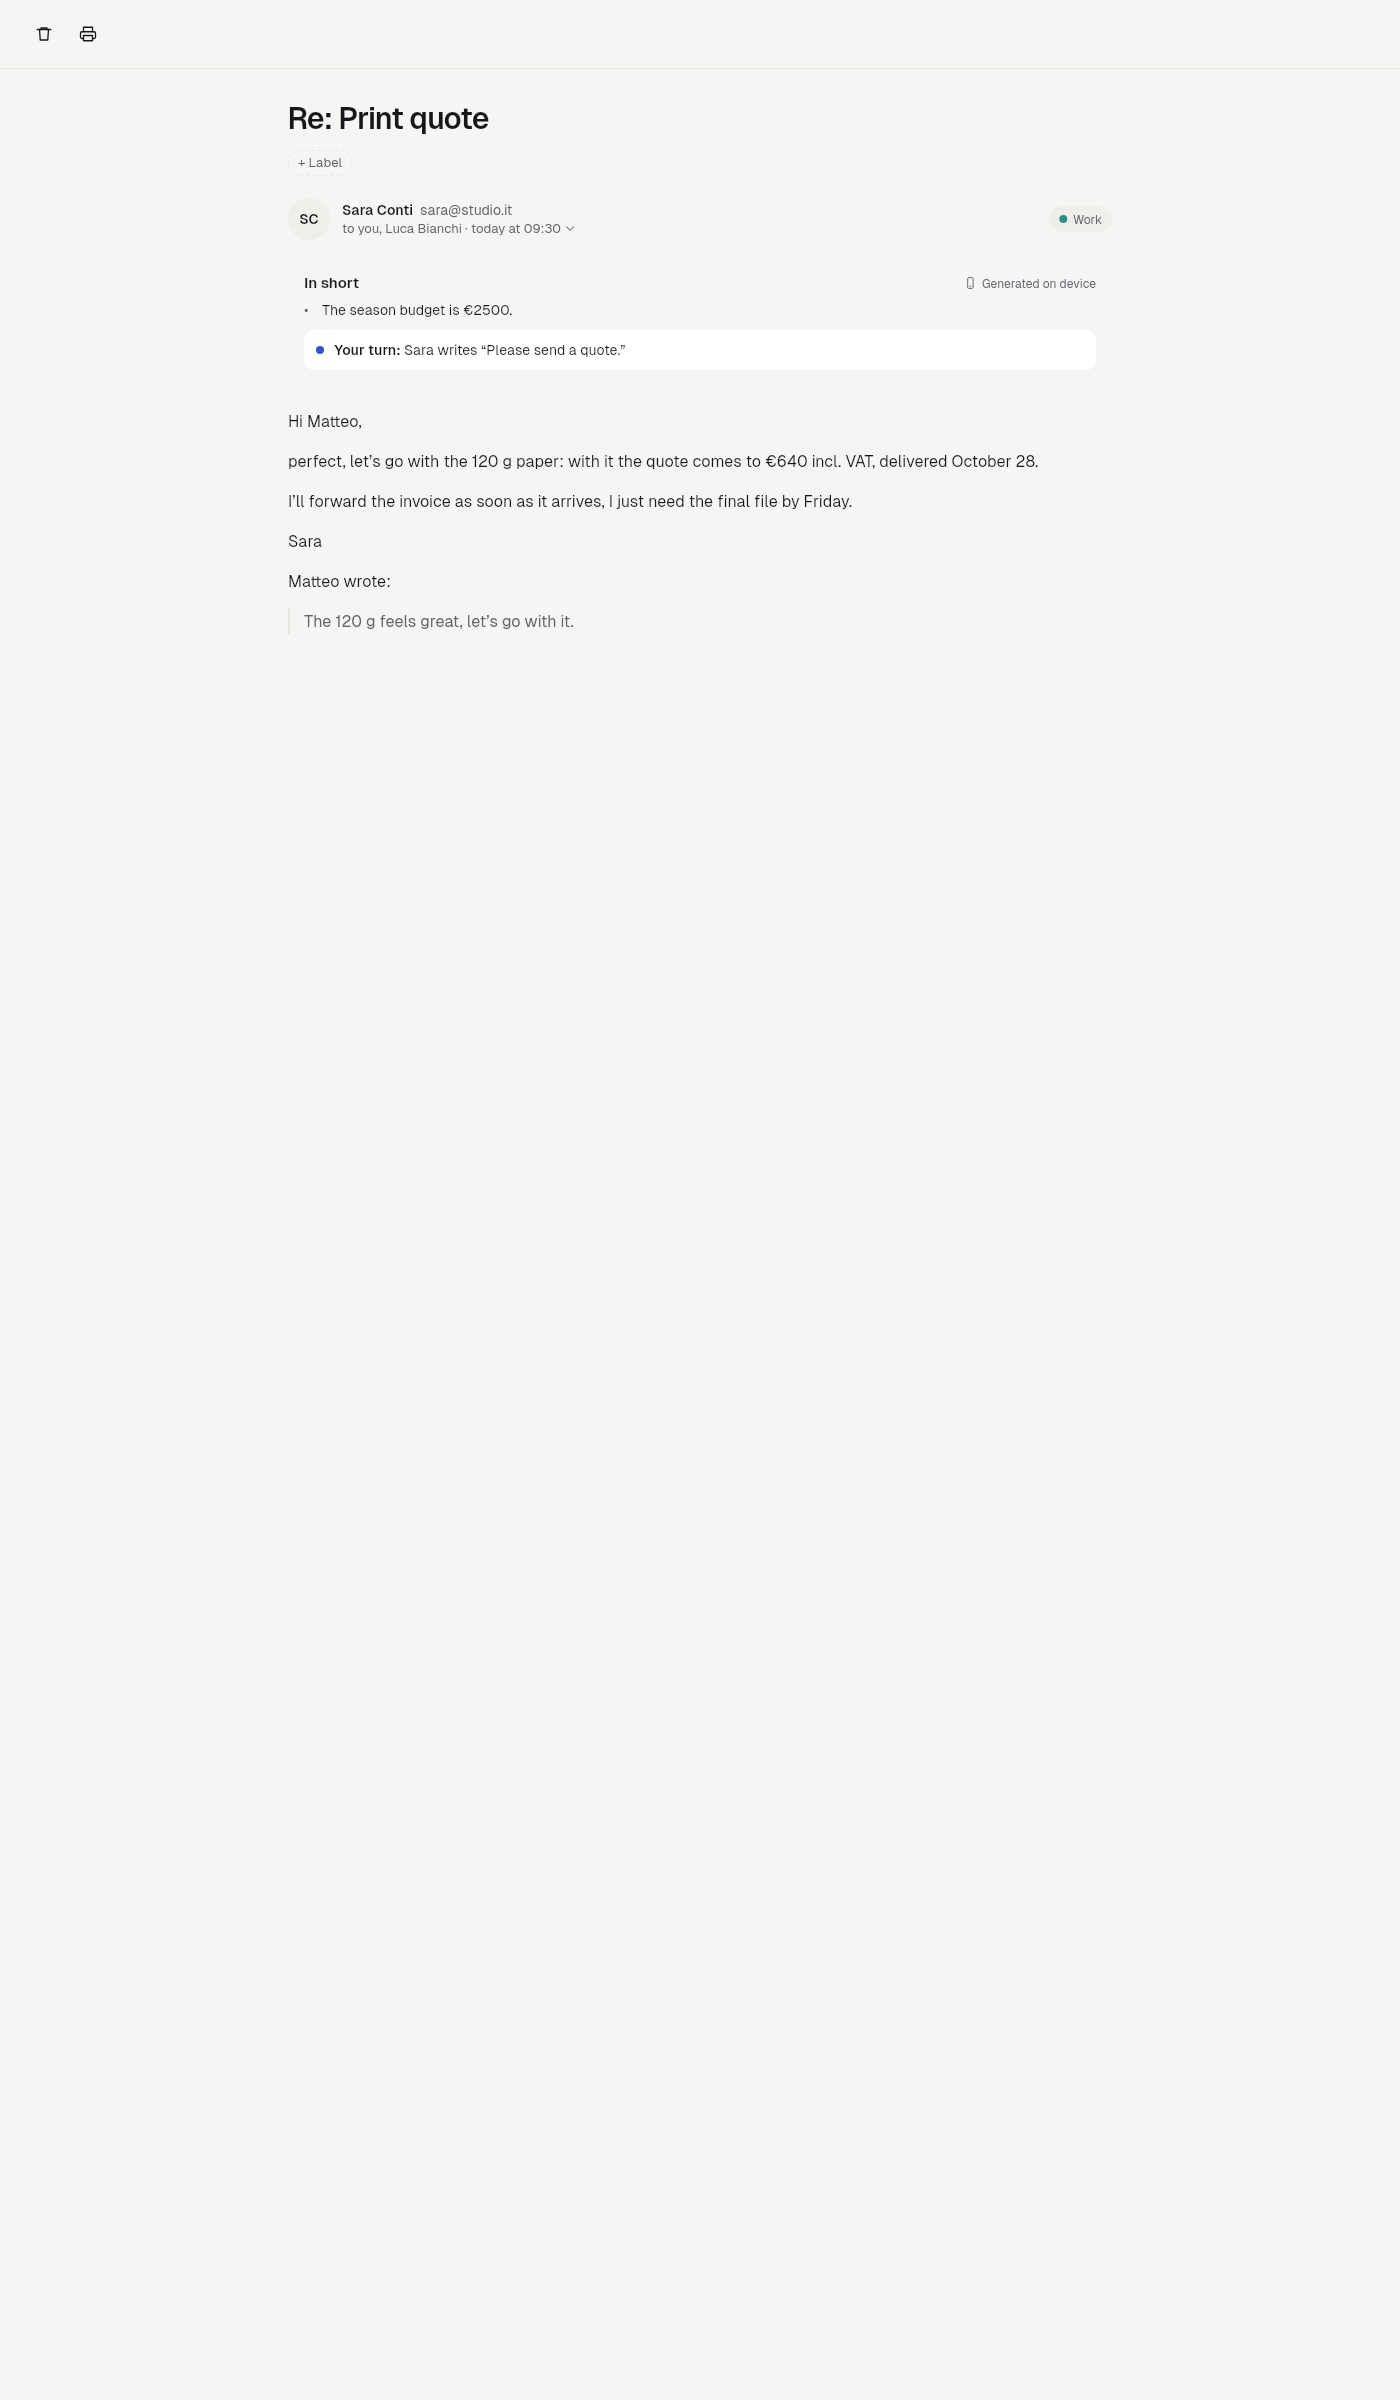 Re: Print quote
+ Label
SC
Sara Conti sara@studio.it
to you, Luca Bianchi · today at 09:30
Work
In short
Generated on device
• The season budget is €2500.
Your turn: Sara writes “Please send a quote.”
Hi Matteo,
perfect, let’s go with the 120 g paper: with it the quote comes to €640 incl. VAT, delivered October 28.
I’ll forward the invoice as soon as it arrives, I just need the final file by Friday.
Sara
Matteo wrote:
The 120 g feels great, let’s go with it.